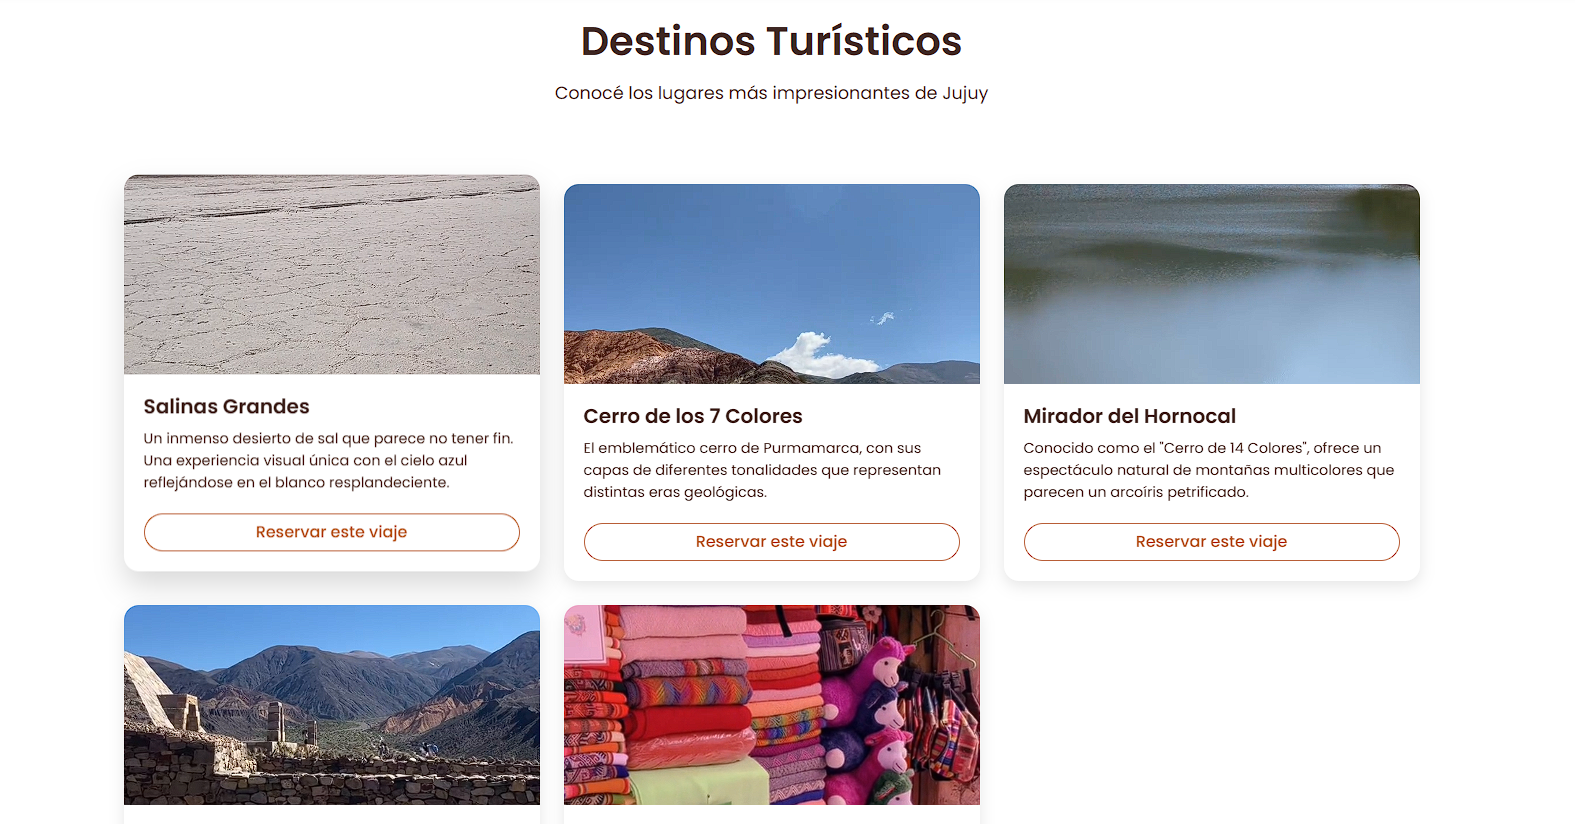 Destinos Turísticos
Conocé los lugares más impresionantes de Jujuy
Salinas Grandes
Un inmenso desierto de sal que parece no tener fin.
Una experiencia visual única con el cielo azul
reflejándose en el blanco resplandeciente.
Reservar este viaje
Cerro de los 7 Colores
El emblemático cerro de Purmamarca, con sus
capas de diferentes tonalidades que representan
distintas eras geológicas.
Reservar este viaje
Mirador del Hornocal
Conocido como el "Cerro de 14 Colores", ofrece un
espectáculo natural de montañas multicolores que
parecen un arcoíris petrificado.
Reservar este viaje